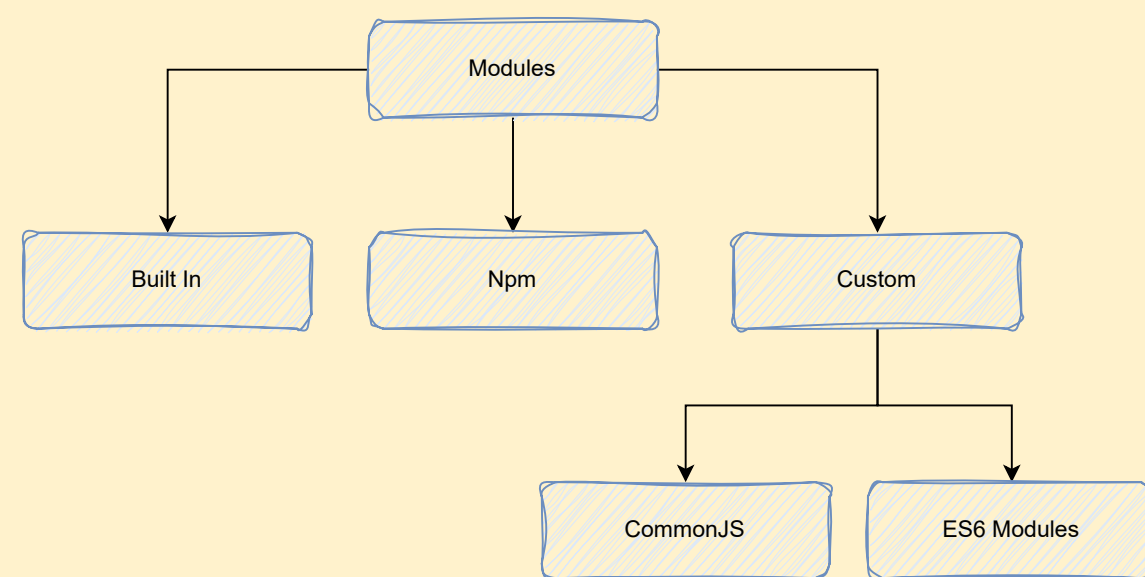 Modules
Built In
Npm
Custom
CommonJS
ES6 Modules